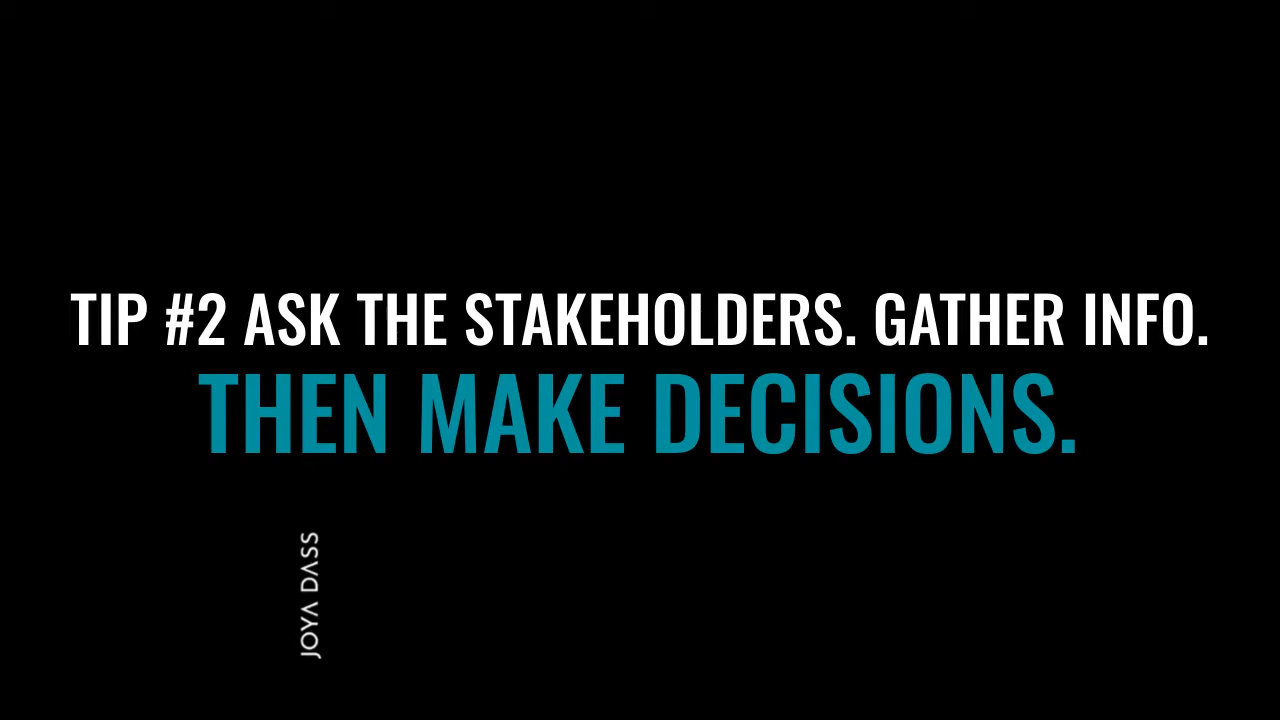 TIP #2 ASK THE STAKEHOLDERS. GATHER INFO.
THEN MAKE DECISIONS.
JOYA DASS